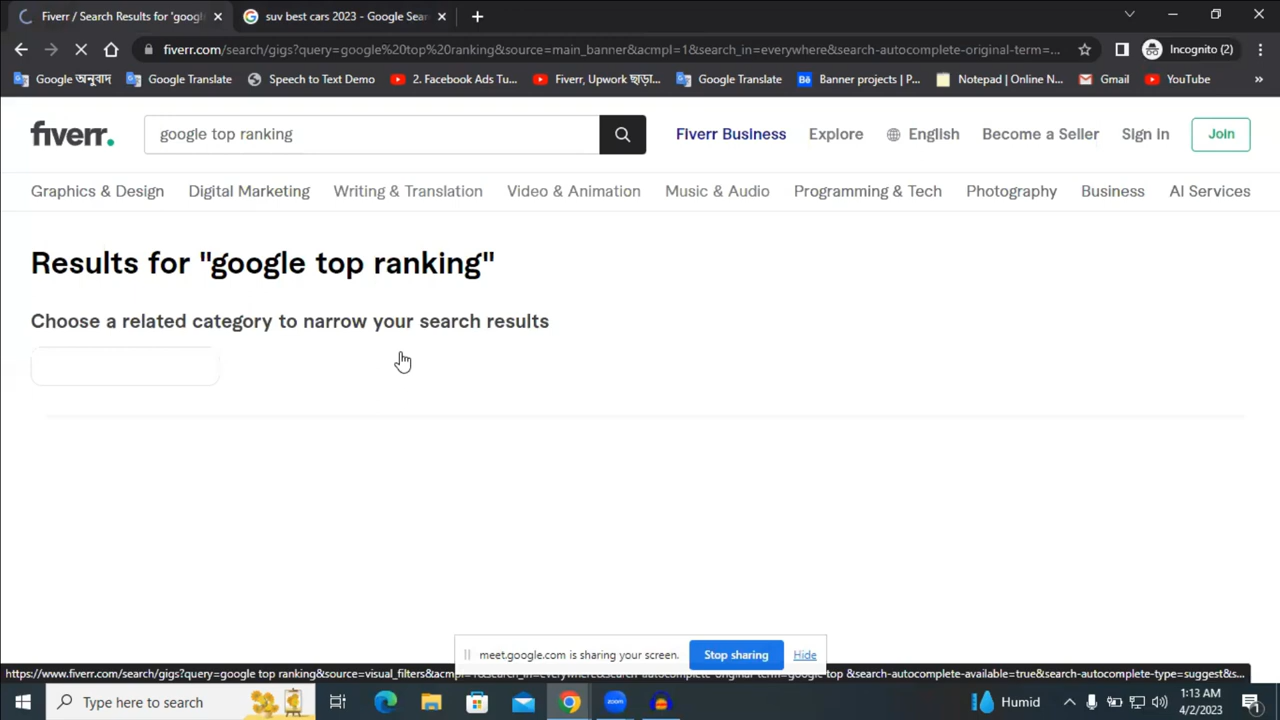 Fiverr / Search Results for 'googl
suv best cars 2023 - Google Sear
fiverr.com/search/gigs?query=google%20top%20ranking&source=main_banner&acmpl=1&search_in=everywhere&search-autocomplete-original-term=...
Incognito (2)
Google অনুবাদ
Google Translate
Speech to Text Demo
2. Facebook Ads Tu...
Fiverr, Upwork ছাড়া...
Google Translate
Bē
Banner projects | P...
Notepad | Online N...
Gmail
YouTube
»
fiverr.
google top ranking
Fiverr Business
Explore
English
Become a Seller
Sign in
Join
Graphics & Design
Digital Marketing
Writing & Translation
Video & Animation
Music & Audio
Programming & Tech
Photography
Business
AI Services
Results for "google top ranking"
Choose a related category to narrow your search results
meet.google.com is sharing your screen.
Stop sharing
Hide
https://www.fiverr.com/search/gigs?query=google top ranking&source=visual_filters&acmpl=1&search_in=everywhere&search-autocomplete-original-term=google top &search-autocomplete-available=true&search-autocomplete-type=suggest&s...
Type here to search
zoom
Humid
1:13 AM
4/2/2023
1